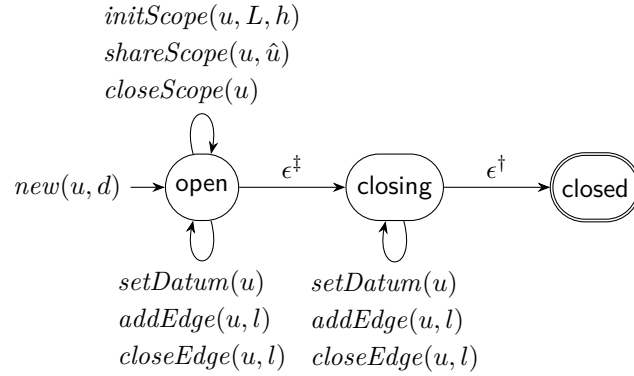 initScope(u, L, h)
shareScope(u, û)
closeScope(u)
new(u, d)
open
ϵ‡
closing
ϵ†
closed
setDatum(u)
addEdge(u, l)
closeEdge(u, l)
setDatum(u)
addEdge(u, l)
closeEdge(u, l)